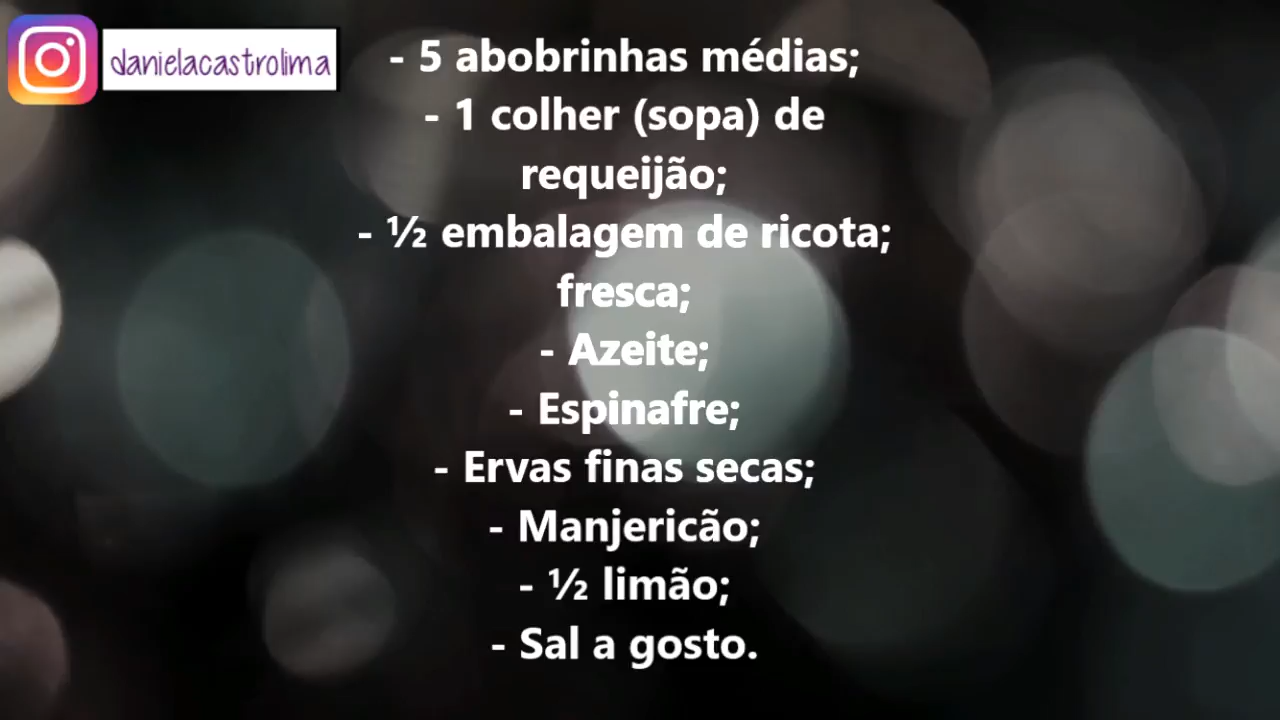 danielacastrolima
- 5 abobrinhas médias;
- 1 colher (sopa) de
requeijão;
- ½ embalagem de ricota;
fresca;
- Azeite;
- Espinafre;
- Ervas finas secas;
- Manjericão;
- ½ limão;
- Sal a gosto.